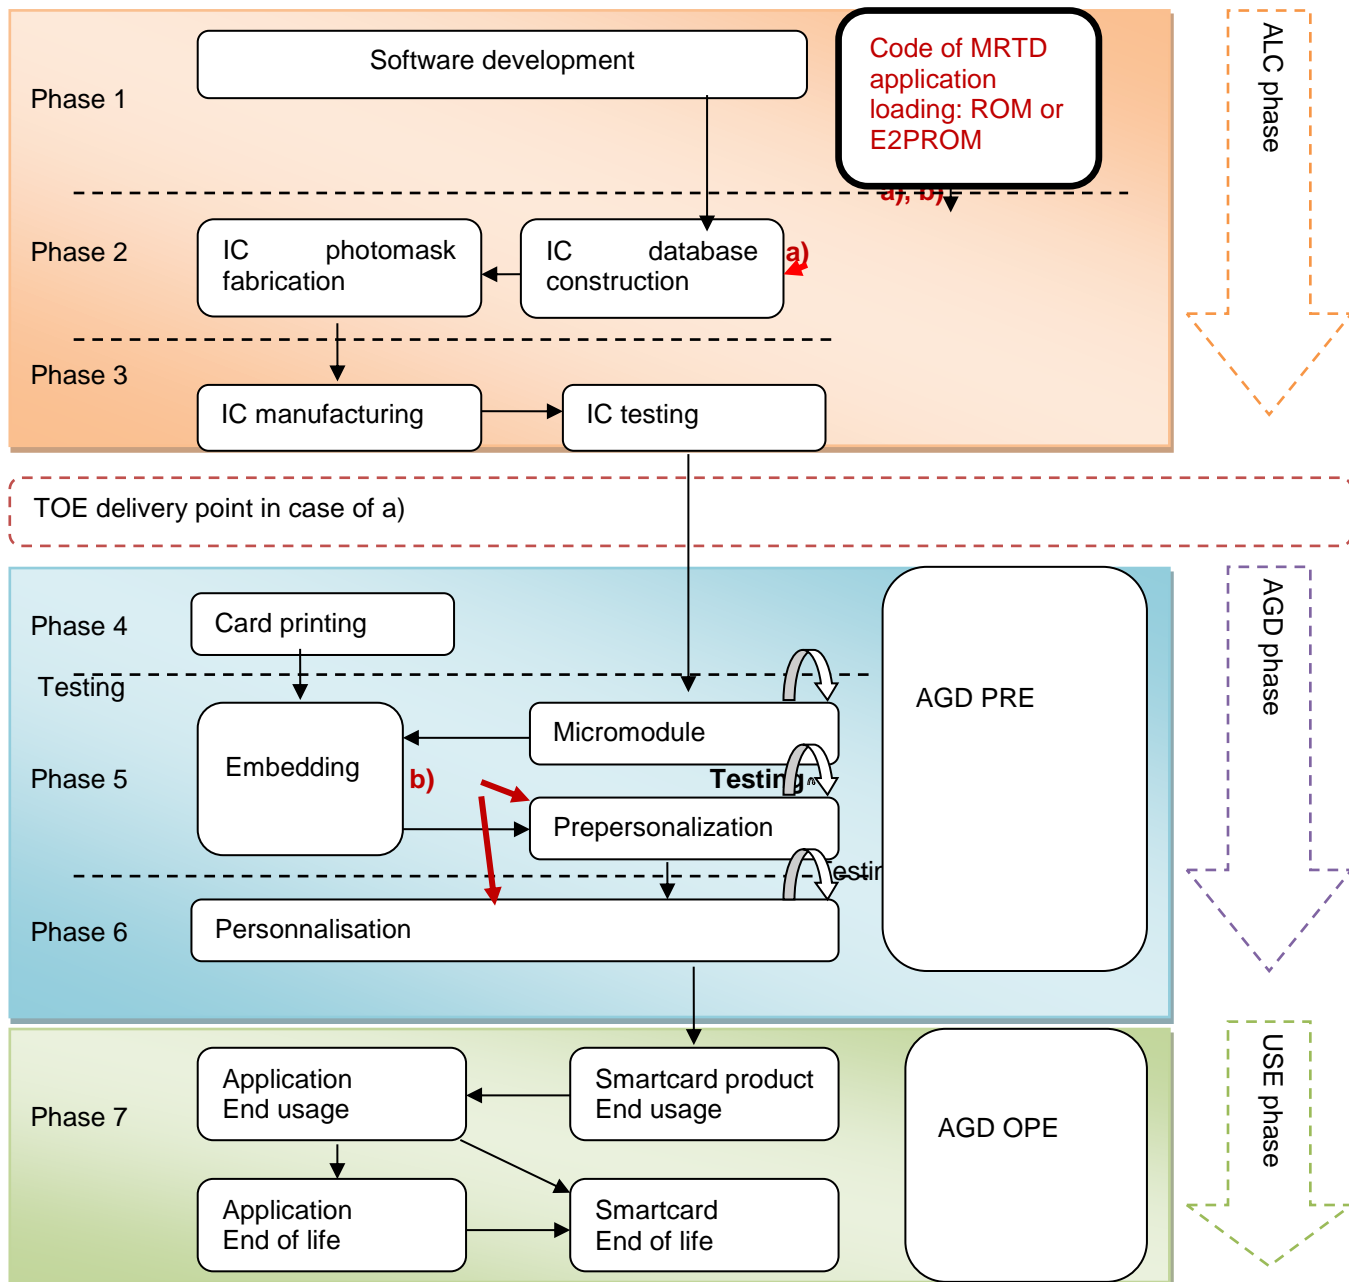 Software development
Code of MRTD
application
loading: ROM or
E2PROM
ALC phase
Phase 1
a), b)
Phase 2
IC photomask
fabrication
IC database
construction
a)
Phase 3
IC manufacturing
IC testing
TOE delivery point in case of a)
Phase 4
Card printing
AGD phase
Testing
AGD PRE
Micromodule
Embedding
Phase 5
b)
Testing
Prepersonalization
Testin
Phase 6
Personnalisation
Application
End usage
Smartcard product
End usage
USE phase
Phase 7
AGD OPE
Application
End of life
Smartcard
End of life